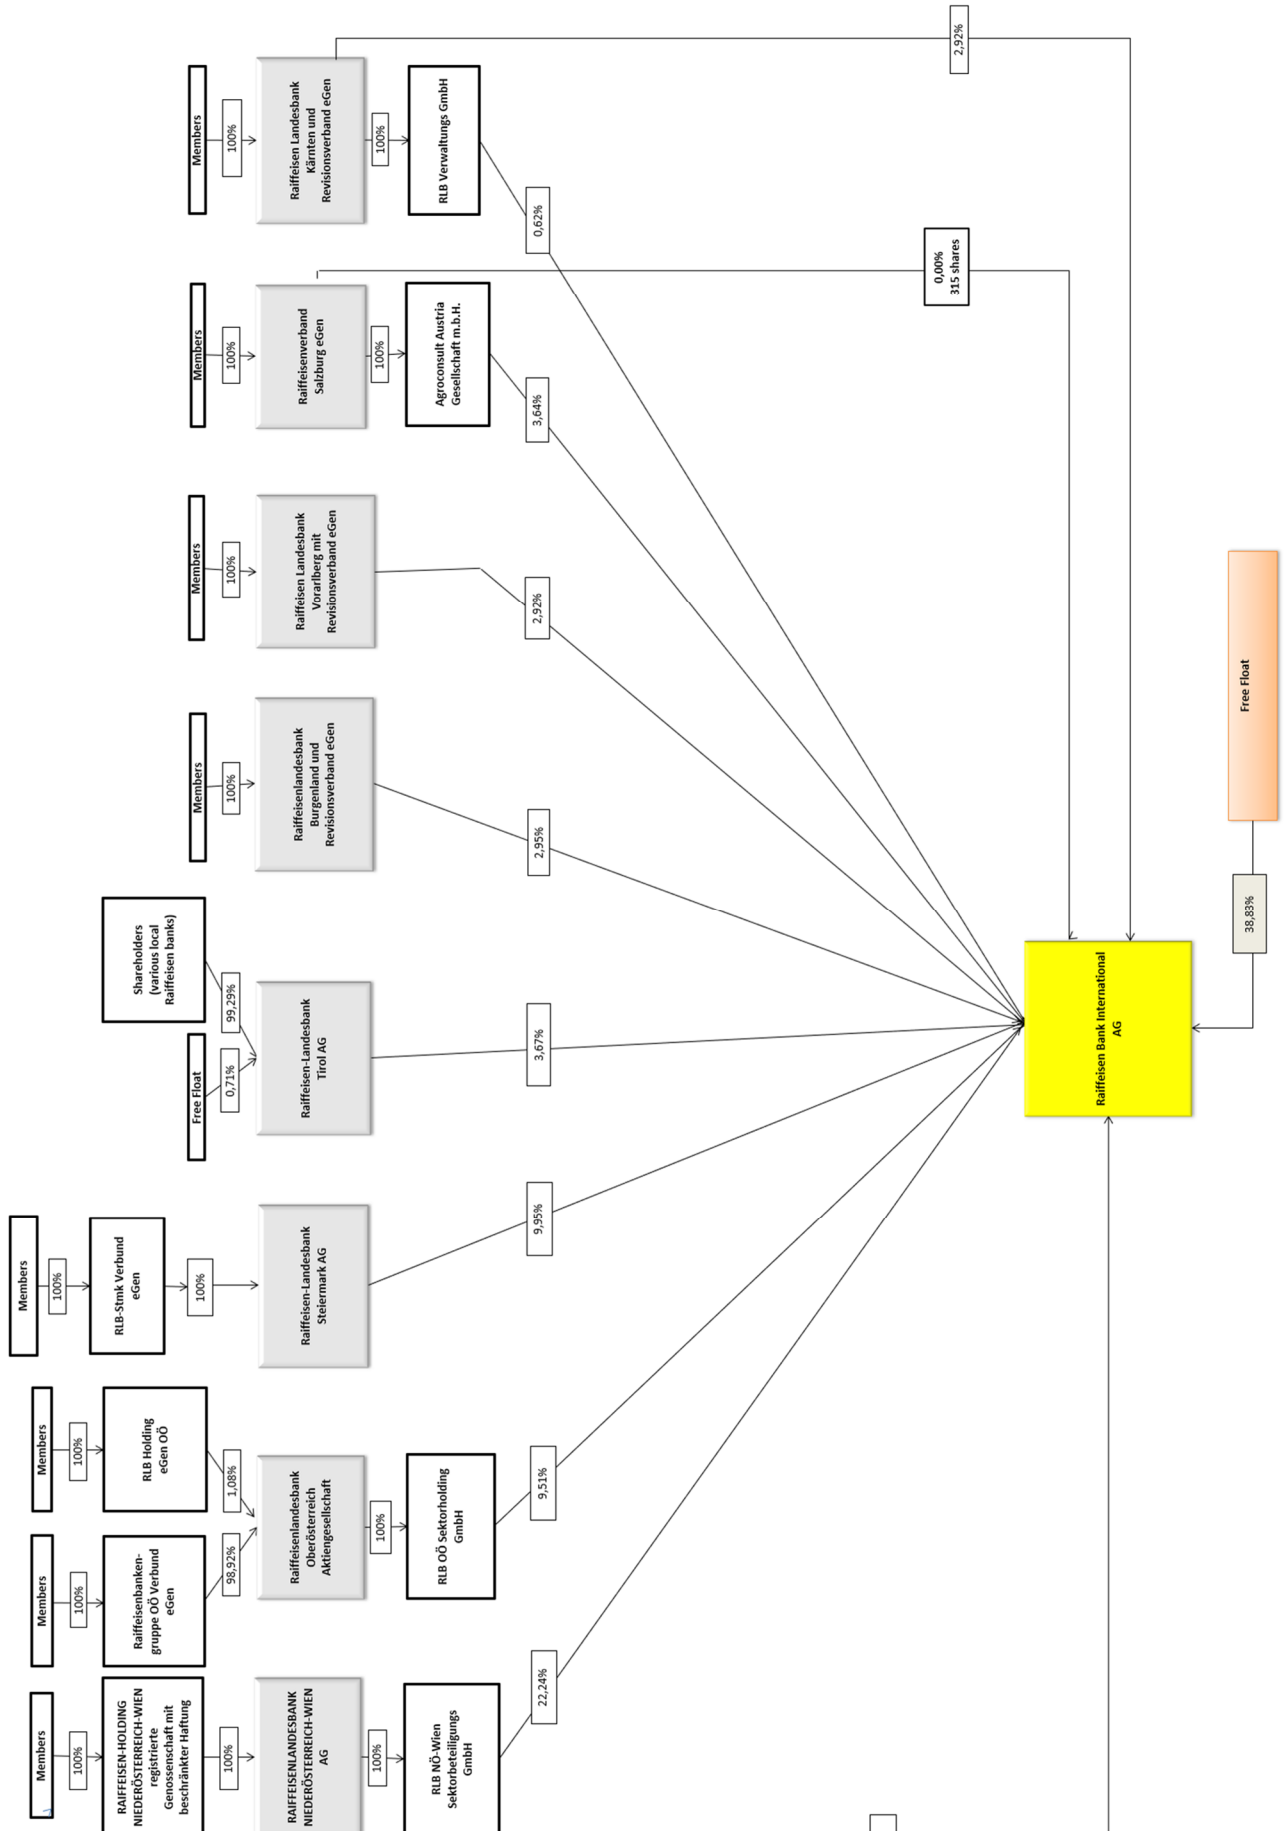 Members
100%
RAIFFEISEN-HOLDING
NIEDERÖSTERREICH-WIEN
registrierte
Genossenschaft mit
beschränkter Haftung
100%
RAIFFEISENLANDESBANK
NIEDERÖSTERREICH-WIEN
AG
100%
RLB NÖ-Wien
Sektorbeteiligungs
GmbH
22,24%
Members
100%
Raiffeisenbanken-
gruppe OÖ Verbund
eGen
98,92%
Members
100%
RLB Holding
eGen OÖ
1,08%
Raiffeisenlandesbank
Oberösterreich
Aktiengesellschaft
100%
RLB OÖ Sektorholding
GmbH
9,51%
Members
100%
RLB-Stmk Verbund
eGen
100%
Raiffeisen-Landesbank
Steiermark AG
9,95%
Free Float
0,71%
Shareholders
(various local
Raiffeisen banks)
99,29%
Raiffeisen-Landesbank
Tirol AG
3,67%
Members
100%
Raiffeisenlandesbank
Burgenland und
Revisionsverband eGen
2,95%
Members
100%
Raiffeisen Landesbank
Vorarlberg mit
Revisionsverband eGen
2,92%
Members
100%
Raiffeisenverband
Salzburg eGen
100%
Agroconsult Austria
Gesellschaft m.b.H.
3,64%
0,00%
315 shares
Members
100%
Raiffeisen Landesbank
Kärnten und
Revisionsverband eGen
100%
RLB Verwaltungs GmbH
0,62%
2,92%
Raiffeisen Bank International
AG
38,83%
Free Float